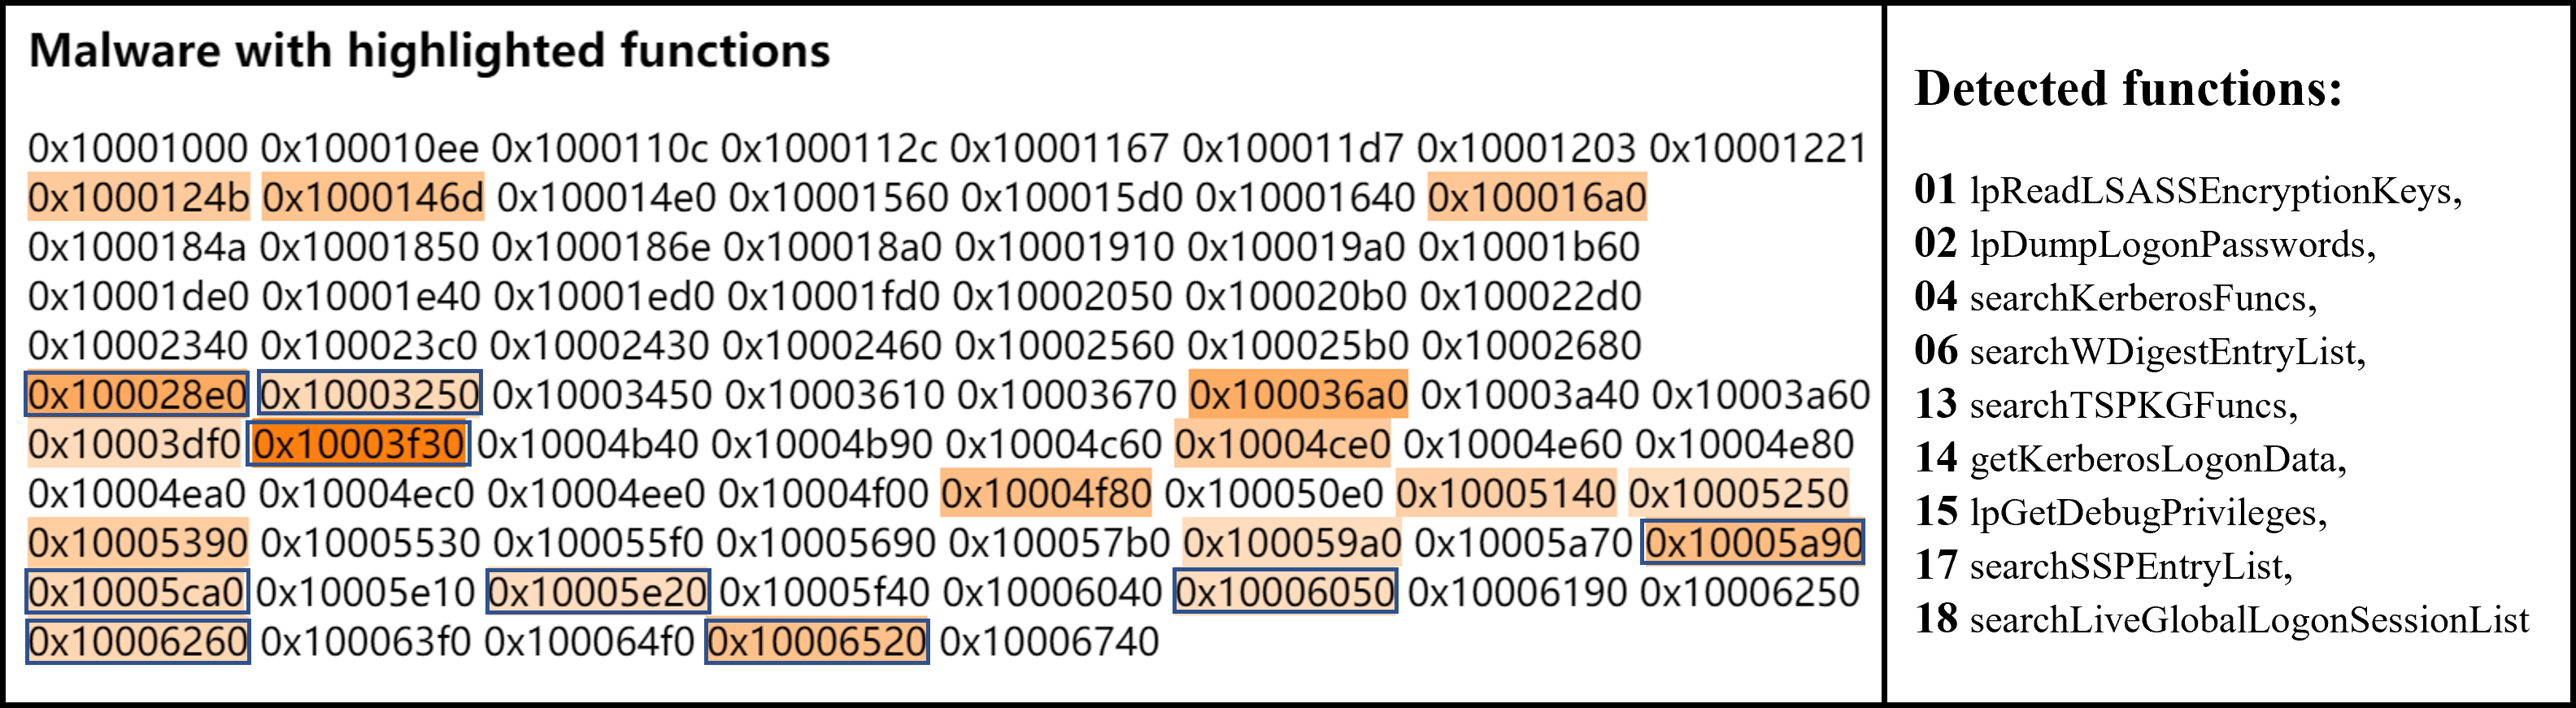 Malware with highlighted functions
0x10001000 0x100010ee 0x1000110c 0x1000112c 0x10001167 0x100011d7 0x10001203 0x10001221
0x1000124b 0x1000146d 0x100014e0 0x10001560 0x100015d0 0x10001640 0x100016a0
0x1000184a 0x10001850 0x1000186e 0x100018a0 0x10001910 0x100019a0 0x10001b60
0x10001de0 0x10001e40 0x10001ed0 0x10001fd0 0x10002050 0x100020b0 0x100022d0
0x10002340 0x100023c0 0x10002430 0x10002460 0x10002560 0x100025b0 0x10002680
0x100028e0 0x10003250 0x10003450 0x10003610 0x10003670 0x100036a0 0x10003a40 0x10003a60
0x10003df0 0x10003f30 0x10004b40 0x10004b90 0x10004c60 0x10004ce0 0x10004e60 0x10004e80
0x10004ea0 0x10004ec0 0x10004ee0 0x10004f00 0x10004f80 0x100050e0 0x10005140 0x10005250
0x10005390 0x10005530 0x100055f0 0x10005690 0x100057b0 0x100059a0 0x10005a70 0x10005a90
0x10005ca0 0x10005e10 0x10005e20 0x10005f40 0x10006040 0x10006050 0x10006190 0x10006250
0x10006260 0x100063f0 0x100064f0 0x10006520 0x10006740
Detected functions:
01 lpReadLSASSEncryptionKeys,
02 lpDumpLogonPasswords,
04 searchKerberosFuncs,
06 searchWDigestEntryList,
13 searchTSPKGFuncs,
14 getKerberosLogonData,
15 lpGetDebugPrivileges,
17 searchSSPEntryList,
18 searchLiveGlobalLogonSessionList